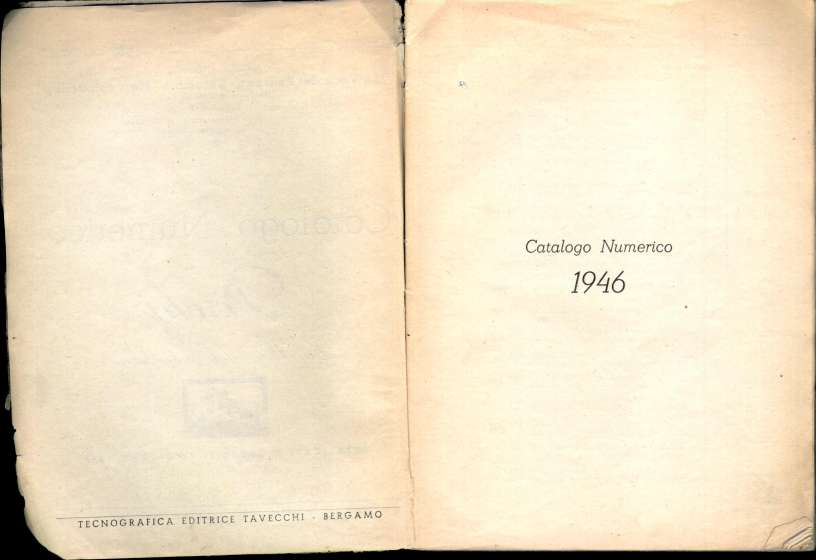 TECNOGRAFICA EDITRICE TAVECCHI - BERGAMO
Catalogo Numerico
1946